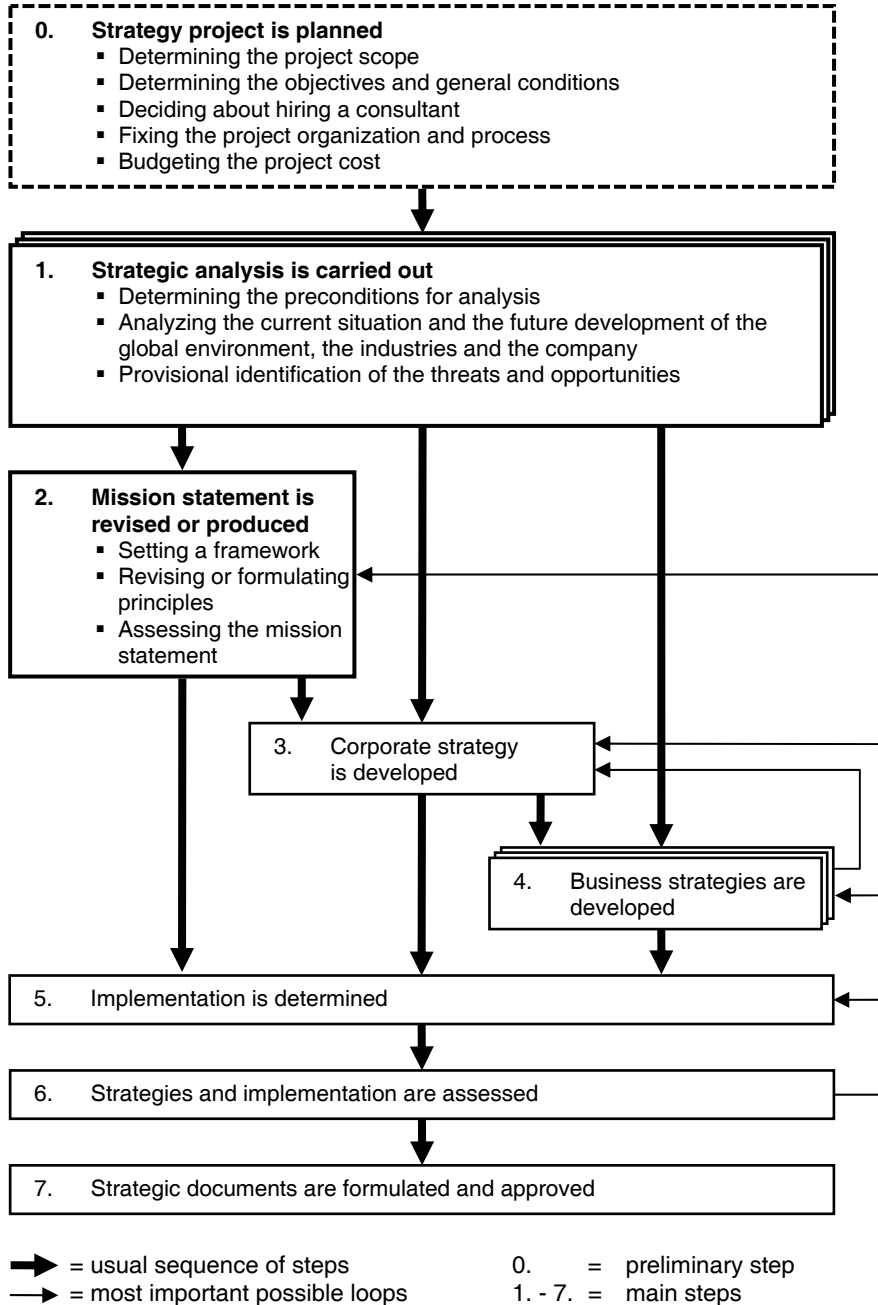 0. Strategy project is planned
▪ Determining the project scope
▪ Determining the objectives and general conditions
▪ Deciding about hiring a consultant
▪ Fixing the project organization and process
▪ Budgeting the project cost
1. Strategic analysis is carried out
▪ Determining the preconditions for analysis
▪ Analyzing the current situation and the future development of the
global environment, the industries and the company
▪ Provisional identification of the threats and opportunities
2. Mission statement is
revised or produced
▪ Setting a framework
▪ Revising or formulating
principles
▪ Assessing the mission
statement
3. Corporate strategy
is developed
4. Business strategies are
developed
5. Implementation is determined
6. Strategies and implementation are assessed
7. Strategic documents are formulated and approved
= usual sequence of steps
= most important possible loops
0. = preliminary step
1. - 7. = main steps